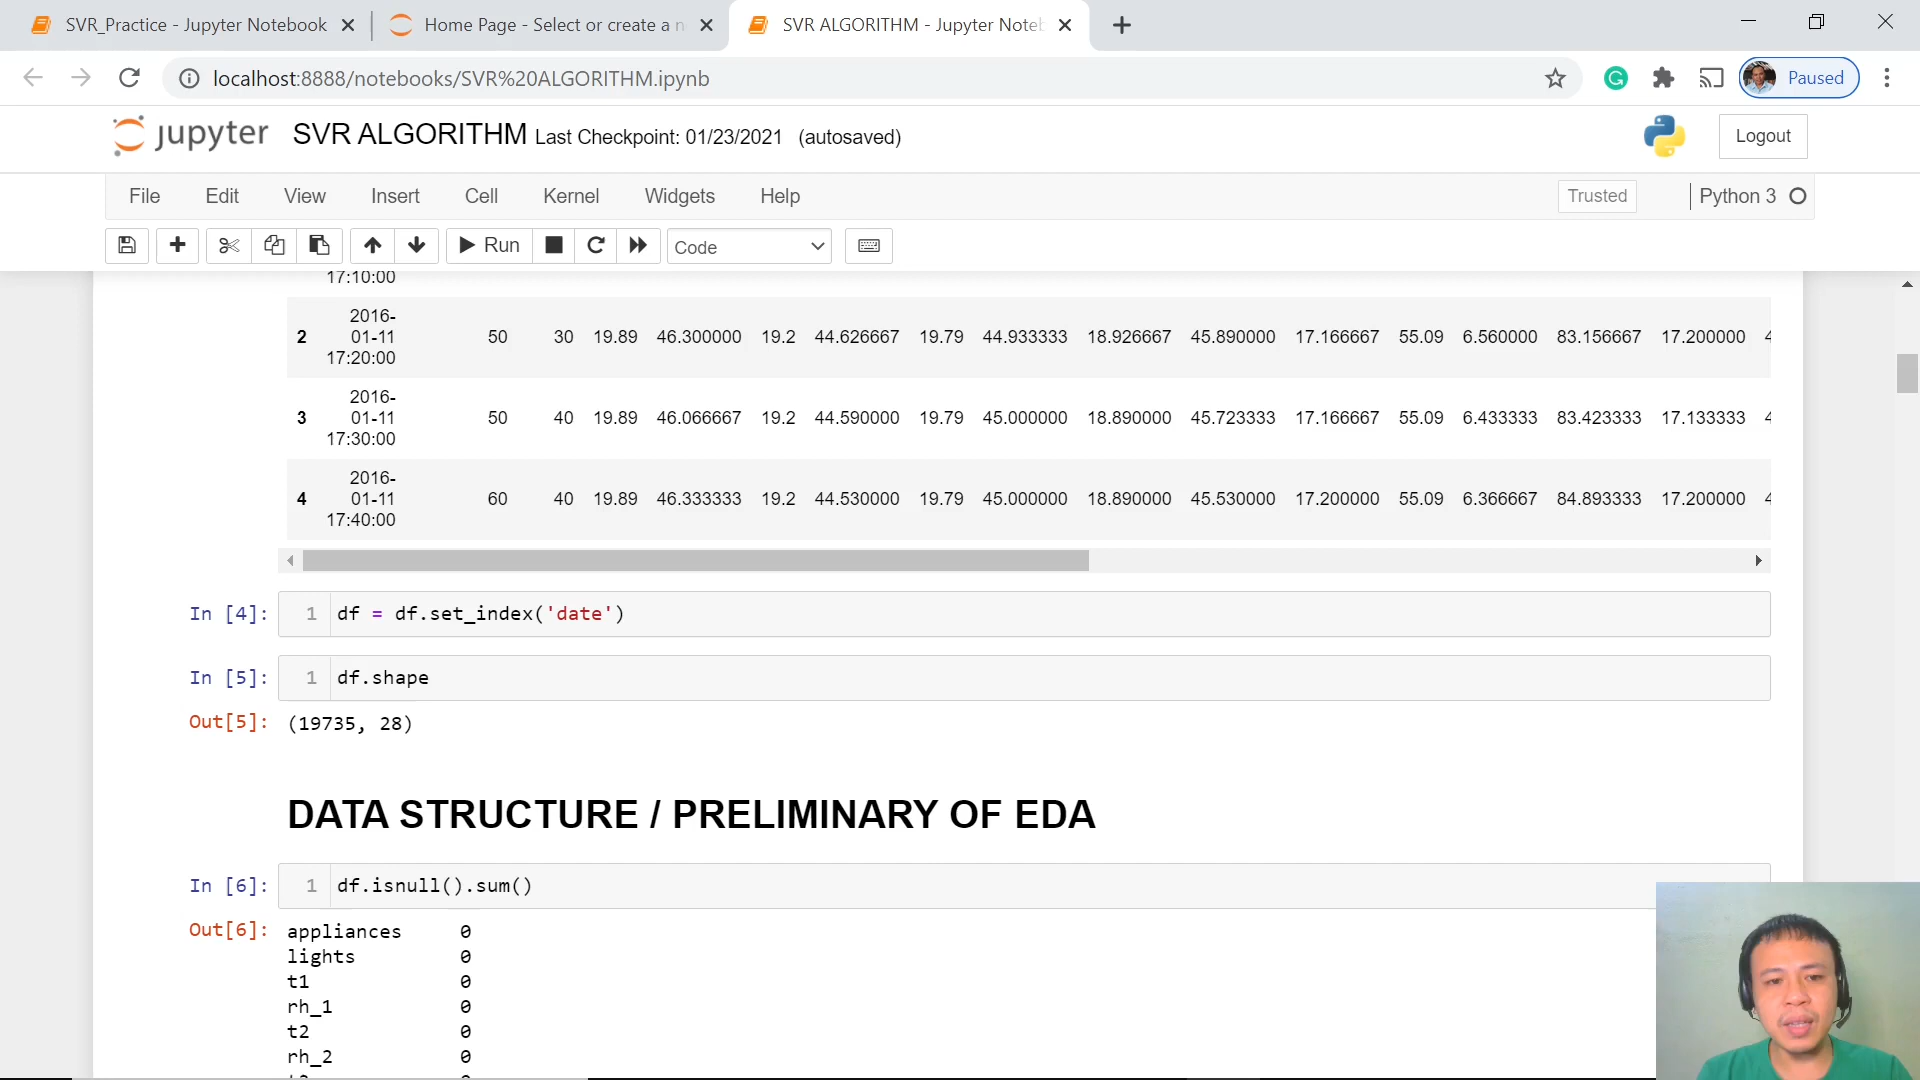 SVR_Practice - Jupyter Notebook
Home Page - Select or create a n
SVR ALGORITHM - Jupyter Noteb
localhost:8888/notebooks/SVR%20ALGORITHM.ipynb
Paused
jupyter SVR ALGORITHM Last Checkpoint: 01/23/2021 (autosaved)
Logout
File Edit View Insert Cell Kernel Widgets Help
Trusted
Python 3
Run
Code
17:10:00
2016-
2 01-11 50 30 19.89 46.300000 19.2 44.626667 19.79 44.933333 18.926667 45.890000 17.166667 55.09 6.560000 83.156667 17.200000 4
17:20:00
2016-
3 01-11 50 40 19.89 46.066667 19.2 44.590000 19.79 45.000000 18.890000 45.723333 17.166667 55.09 6.433333 83.423333 17.133333 4
17:30:00
2016-
4 01-11 60 40 19.89 46.333333 19.2 44.530000 19.79 45.000000 18.890000 45.530000 17.200000 55.09 6.366667 84.893333 17.200000 4
17:40:00
In [4]: 1 df = df.set_index('date')
In [5]: 1 df.shape
Out[5]: (19735, 28)
DATA STRUCTURE / PRELIMINARY OF EDA
In [6]: 1 df.isnull().sum()
Out[6]: appliances 0
lights 0
t1 0
rh_1 0
t2 0
rh_2 0